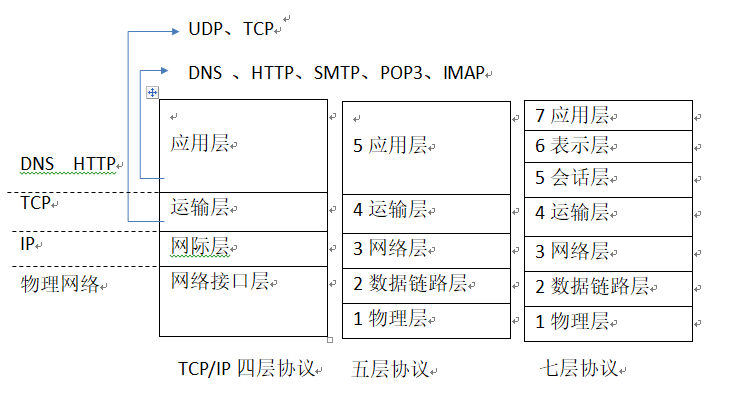 UDP、TCP
DNS 、HTTP、SMTP、POP3、IMAP
DNS HTTP
TCP
IP
物理网络
应用层
运输层
网际层
网络接口层
TCP/IP 四层协议
5 应用层
4 运输层
3 网络层
2 数据链路层
1 物理层
五层协议
7 应用层
6 表示层
5 会话层
4 运输层
3 网络层
2 数据链路层
1 物理层
七层协议